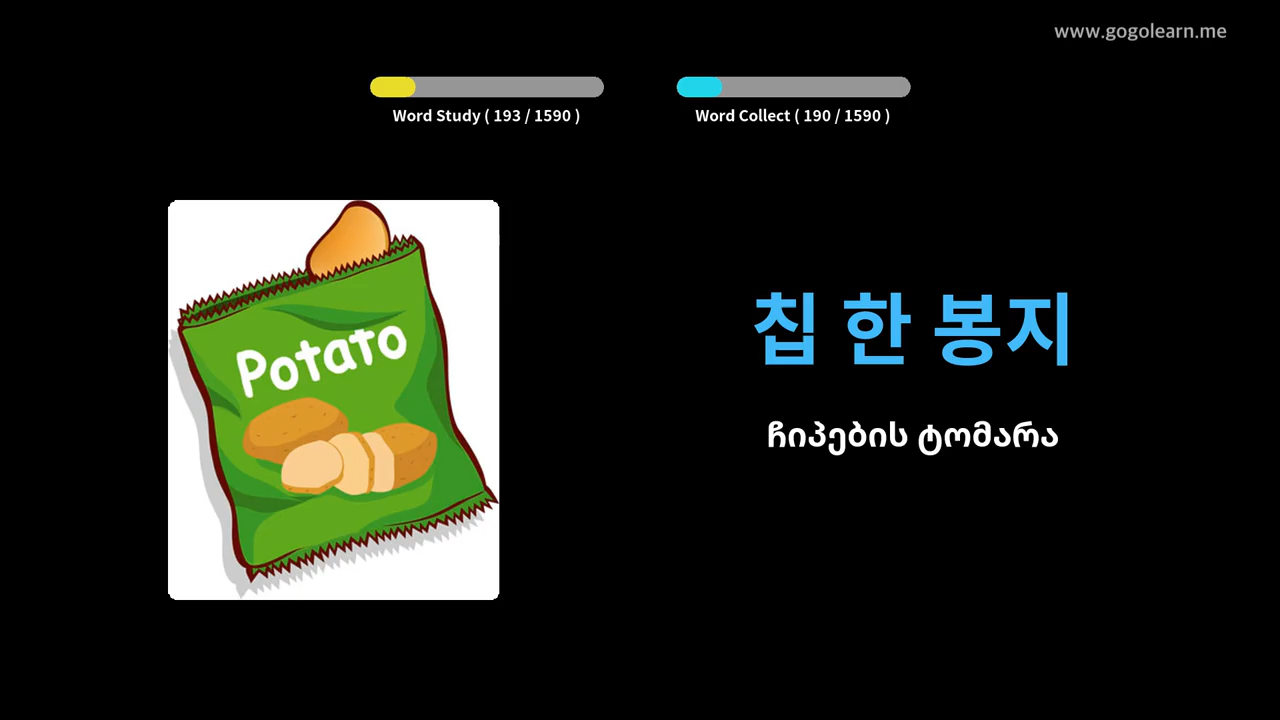 www.gogolearn.me
Word Study ( 193 / 1590 )
Word Collect ( 190 / 1590 )
Potato
칩 한 봉지
ჩიპების ტომარა